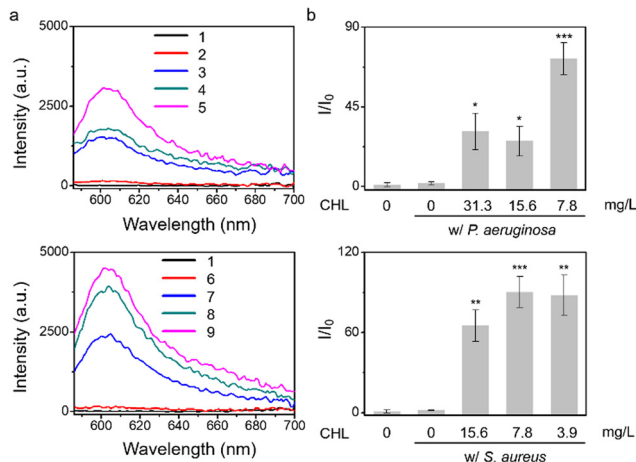 a
5000
2500
0
Intensity (a.u.)
1
2
3
4
5
600 620 640 660 680 700
Wavelength (nm)
b
90
45
0
I/I0
* * ***
CHL 0 0 31.3 15.6 7.8 mg/L
w/ P. aeruginosa
5000
2500
0
Intensity (a.u.)
1
6
7
8
9
600 620 640 660 680 700
Wavelength (nm)
120
60
0
I/I0
** *** **
CHL 0 0 15.6 7.8 3.9 mg/L
w/ S. aureus